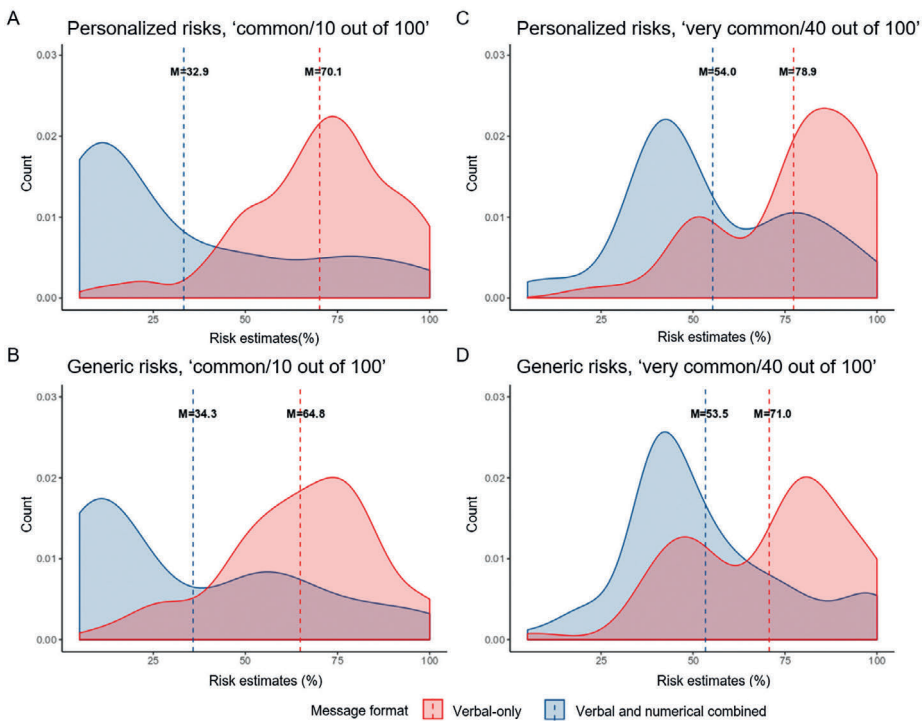 A
Personalized risks, ‘common/10 out of 100’
0.03
M=32.9
M=70.1
0.02
Count
0.01
0.00
25
50
75
100
Risk estimates(%)
B
Generic risks, ‘common/10 out of 100’
0.03
M=34.3
M=64.8
0.02
Count
0.01
0.00
25
50
75
100
Risk estimates (%)
C
Personalized risks, ‘very common/40 out of 100’
0.03
M=54.0
M=78.9
0.02
Count
0.01
0.00
25
50
75
100
Risk estimates (%)
D
Generic risks, ‘very common/40 out of 100’
0.03
M=53.5
M=71.0
0.02
Count
0.01
0.00
25
50
75
100
Risk estimates (%)
Message format
Verbal-only
Verbal and numerical combined